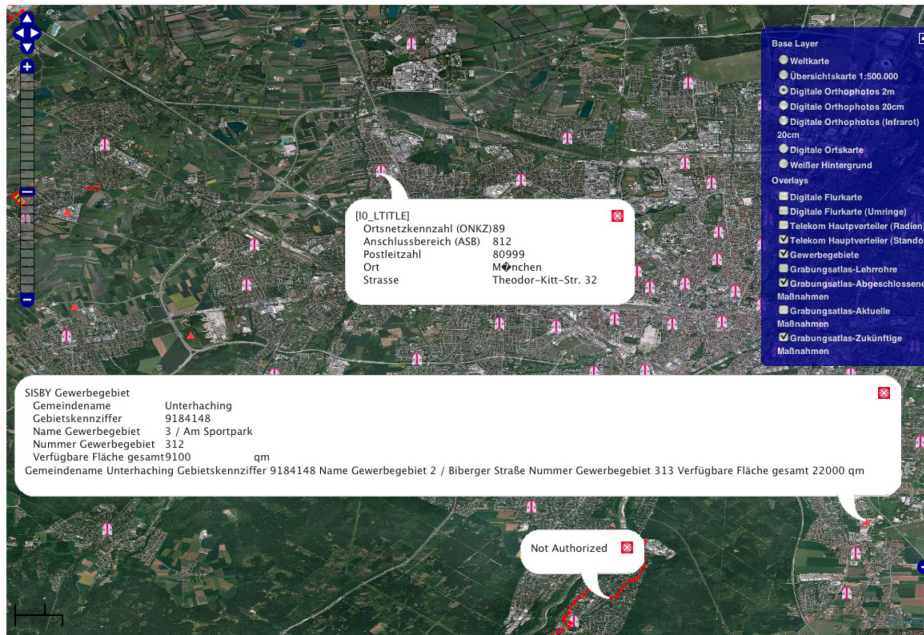 Base Layer
Weltkarte
Übersichtskarte 1:500.000
Digitale Orthophotos 2m
Digitale Orthophotos 20cm
Digitale Orthophotos (Infrarot)
20cm
Digitale Ortskarte
Weißer Hintergrund
Overlays
Digitale Flurkarte
Digitale Flurkarte (Umringe)
Telekom Hautpverteiler (Radien)
Telekom Hauptverteiler (Stando
Gewerbegebiete
Grabungsatlas-Lehrrohre
Grabungsatlas-Abgeschlossene
Maßnahmen
Grabungsatlas-Aktuelle
Maßnahmen
Grabungsatlas-Zukünftige
Maßnahmen
[l0_LTITLE]
Ortsnetzkennzahl (ONKZ)89
Anschlussbereich (ASB) 812
Postleitzahl 80999
Ort M�nchen
Strasse Theodor-Kitt-Str. 32
SISBY Gewerbegebiet
Gemeindename Unterhaching
Gebietskennziffer 9184148
Name Gewerbegebiet 3 / Am Sportpark
Nummer Gewerbegebiet 312
Verfügbare Fläche gesamt9100 qm
Gemeindename Unterhaching Gebietskennziffer 9184148 Name Gewerbegebiet 2 / Biberger Straße Nummer Gewerbegebiet 313 Verfügbare Fläche gesamt 22000 qm
Not Authorized